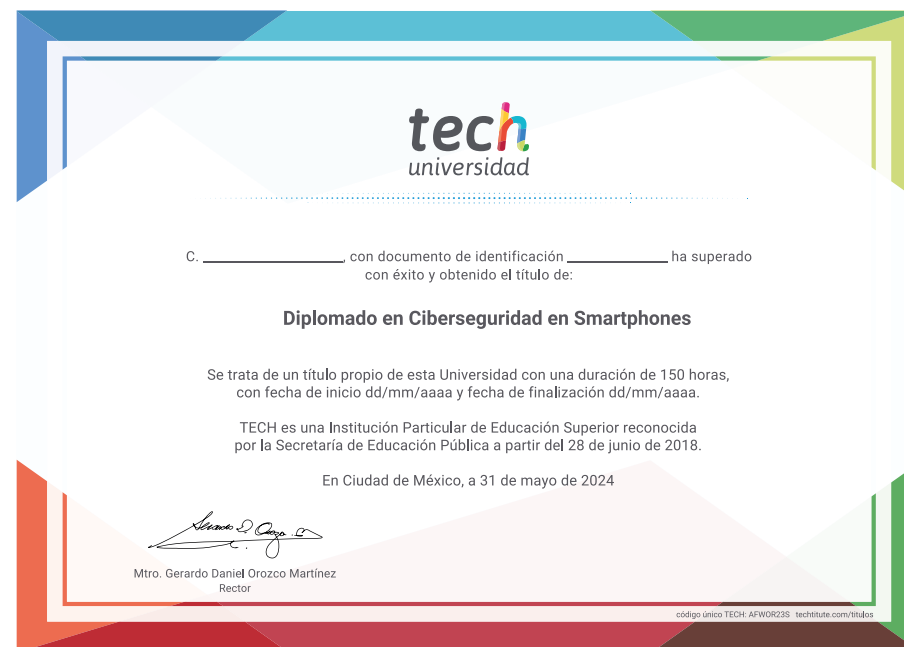 tech
universidad
C. ____________, con documento de identificación __________ ha superado
con éxito y obtenido el título de:
Diplomado en Ciberseguridad en Smartphones
Se trata de un título propio de esta Universidad con una duración de 150 horas,
con fecha de inicio dd/mm/aaaa y fecha de finalización dd/mm/aaaa.
TECH es una Institución Particular de Educación Superior reconocida
por la Secretaría de Educación Pública a partir del 28 de junio de 2018.
En Ciudad de México, a 31 de mayo de 2024
Mtro. Gerardo Daniel Orozco Martínez
Rector
código único TECH: AFWOR23S techtitute.com/titulos